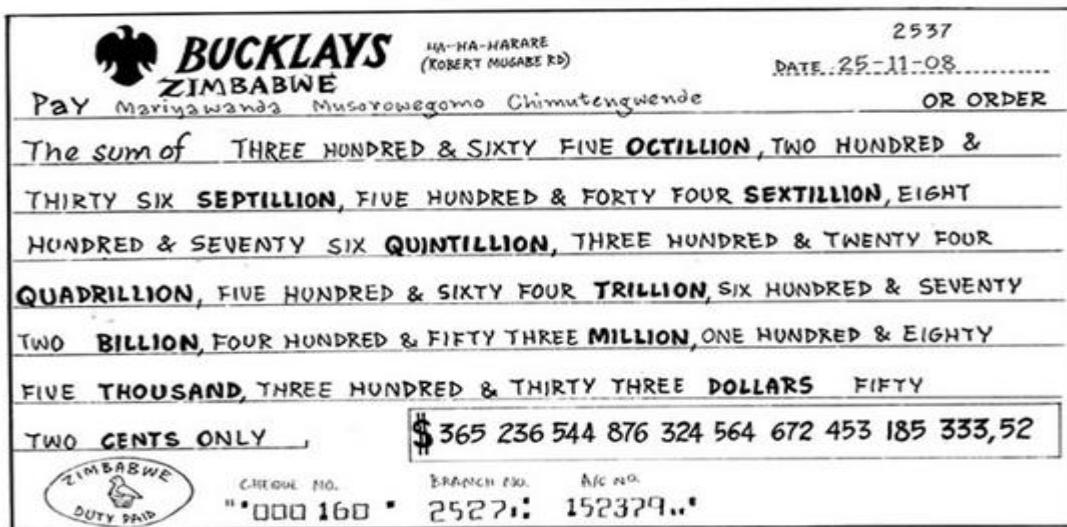 BUCKLAYS
ZIMBABWE
HA-HA-HARARE
(ROBERT MUGABE RD)
2537
DATE 25-11-08
PAY Mariyawanda Musorowegomo Chimutengwende OR ORDER
The sum of THREE HUNDRED & SIXTY FIVE OCTILLION, TWO HUNDRED &
THIRTY SIX SEPTILLION, FIVE HUNDRED & FORTY FOUR SEXTILLION, EIGHT
HUNDRED & SEVENTY SIX QUINTILLION, THREE HUNDRED & TWENTY FOUR
QUADRILLION, FIVE HUNDRED & SIXTY FOUR TRILLION, SIX HUNDRED & SEVENTY
TWO BILLION, FOUR HUNDRED & FIFTY THREE MILLION, ONE HUNDRED & EIGHTY
FIVE THOUSAND, THREE HUNDRED & THIRTY THREE DOLLARS FIFTY
TWO CENTS ONLY, $365 236 544 876 324 564 672 453 185 333,52
ZIMBABWE
DUTY PAID
CHEQUE NO.
"'000 160 "
BRANCH NO.
2527
A/C NO.
152379